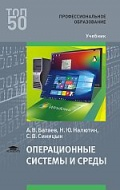 ТОП
50
ПРОФЕССИОНАЛЬНОЕ
ОБРАЗОВАНИЕ
Учебник
А. В. Батаев, Н. Ю. Налютин,
С. В. Синицын
ОПЕРАЦИОННЫЕ
СИСТЕМЫ И СРЕДЫ